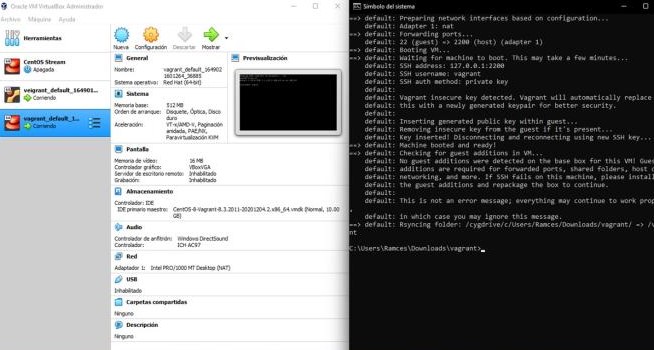 Oracle VM VirtualBox Administrador
Archivo Máquina Ayuda
Herramientas
CentOS Stream
Apagada
veigrant_default_164901...
Corriendo
vagrant_default_1...
Corriendo
Nueva Configuración Descartar Mostrar
General
Nombre: vagrant_default_164902
1601264_36885
Sistema operativo: Red Hat (64-bit)
Sistema
Memoria base: 512 MB
Orden de arranque: Disquete, Óptica, Disco
duro
Aceleración: VT-x/AMD-V, Paginación
anidada, PAE/NX,
Paravirtualización KVM
Previsualización
Pantalla
Memoria de vídeo: 16 MB
Controlador gráfico: VBoxVGA
Servidor de escritorio remoto: Inhabilitado
Grabación: Inhabilitado
Almacenamiento
Controlador: IDE
IDE primario maestro: CentOS-8-Vagrant-8.3.2011-20201204.2.x86_64.vmdk (Normal, 10.00
GB)
Audio
Controlador de anfitrión: Windows DirectSound
Controlador: ICH AC97
Red
Adaptador 1: Intel PRO/1000 MT Desktop (NAT)
USB
Inhabilitado
Carpetas compartidas
Ninguno
Descripción
Ninguno
Símbolo del sistema
==> default: Preparing network interfaces based on configuration...
default: Adapter 1: nat
==> default: Forwarding ports...
default: 22 (guest) => 2200 (host) (adapter 1)
==> default: Booting VM...
==> default: Waiting for machine to boot. This may take a few minutes...
default: SSH address: 127.0.0.1:2200
default: SSH username: vagrant
default: SSH auth method: private key
default:
default: Vagrant insecure key detected. Vagrant will automatically replace
default: this with a newly generated keypair for better security.
default:
default: Inserting generated public key within guest...
default: Removing insecure key from the guest if it's present...
default: Key inserted! Disconnecting and reconnecting using new SSH key...
==> default: Machine booted and ready!
==> default: Checking for guest additions in VM...
default: No guest additions were detected on the base box for this VM! Gues
default: additions are required for forwarded ports, shared folders, host o
default: networking, and more. If SSH fails on this machine, please install
default: the guest additions and repackage the box to continue.
default:
default: This is not an error message; everything may continue to work prop
,
default: in which case you may ignore this message.
==> default: Rsyncing folder: /cygdrive/c/Users/Ramces/Downloads/vagrant/ => /v
nt
C:\Users\Ramces\Downloads\vagrant>